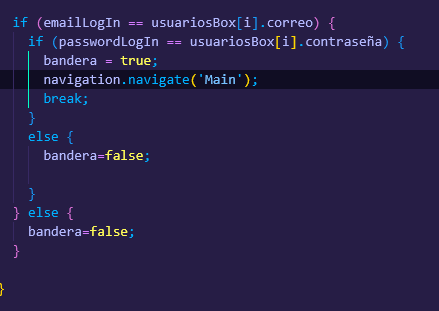 if (emailLogIn == usuariosBox[i].correo) {
if (passwordLogIn == usuariosBox[i].contraseña) {
bandera = true;
navigation.navigate('Main');
break;
}
else {
bandera=false;
}
} else {
bandera=false;
}
}